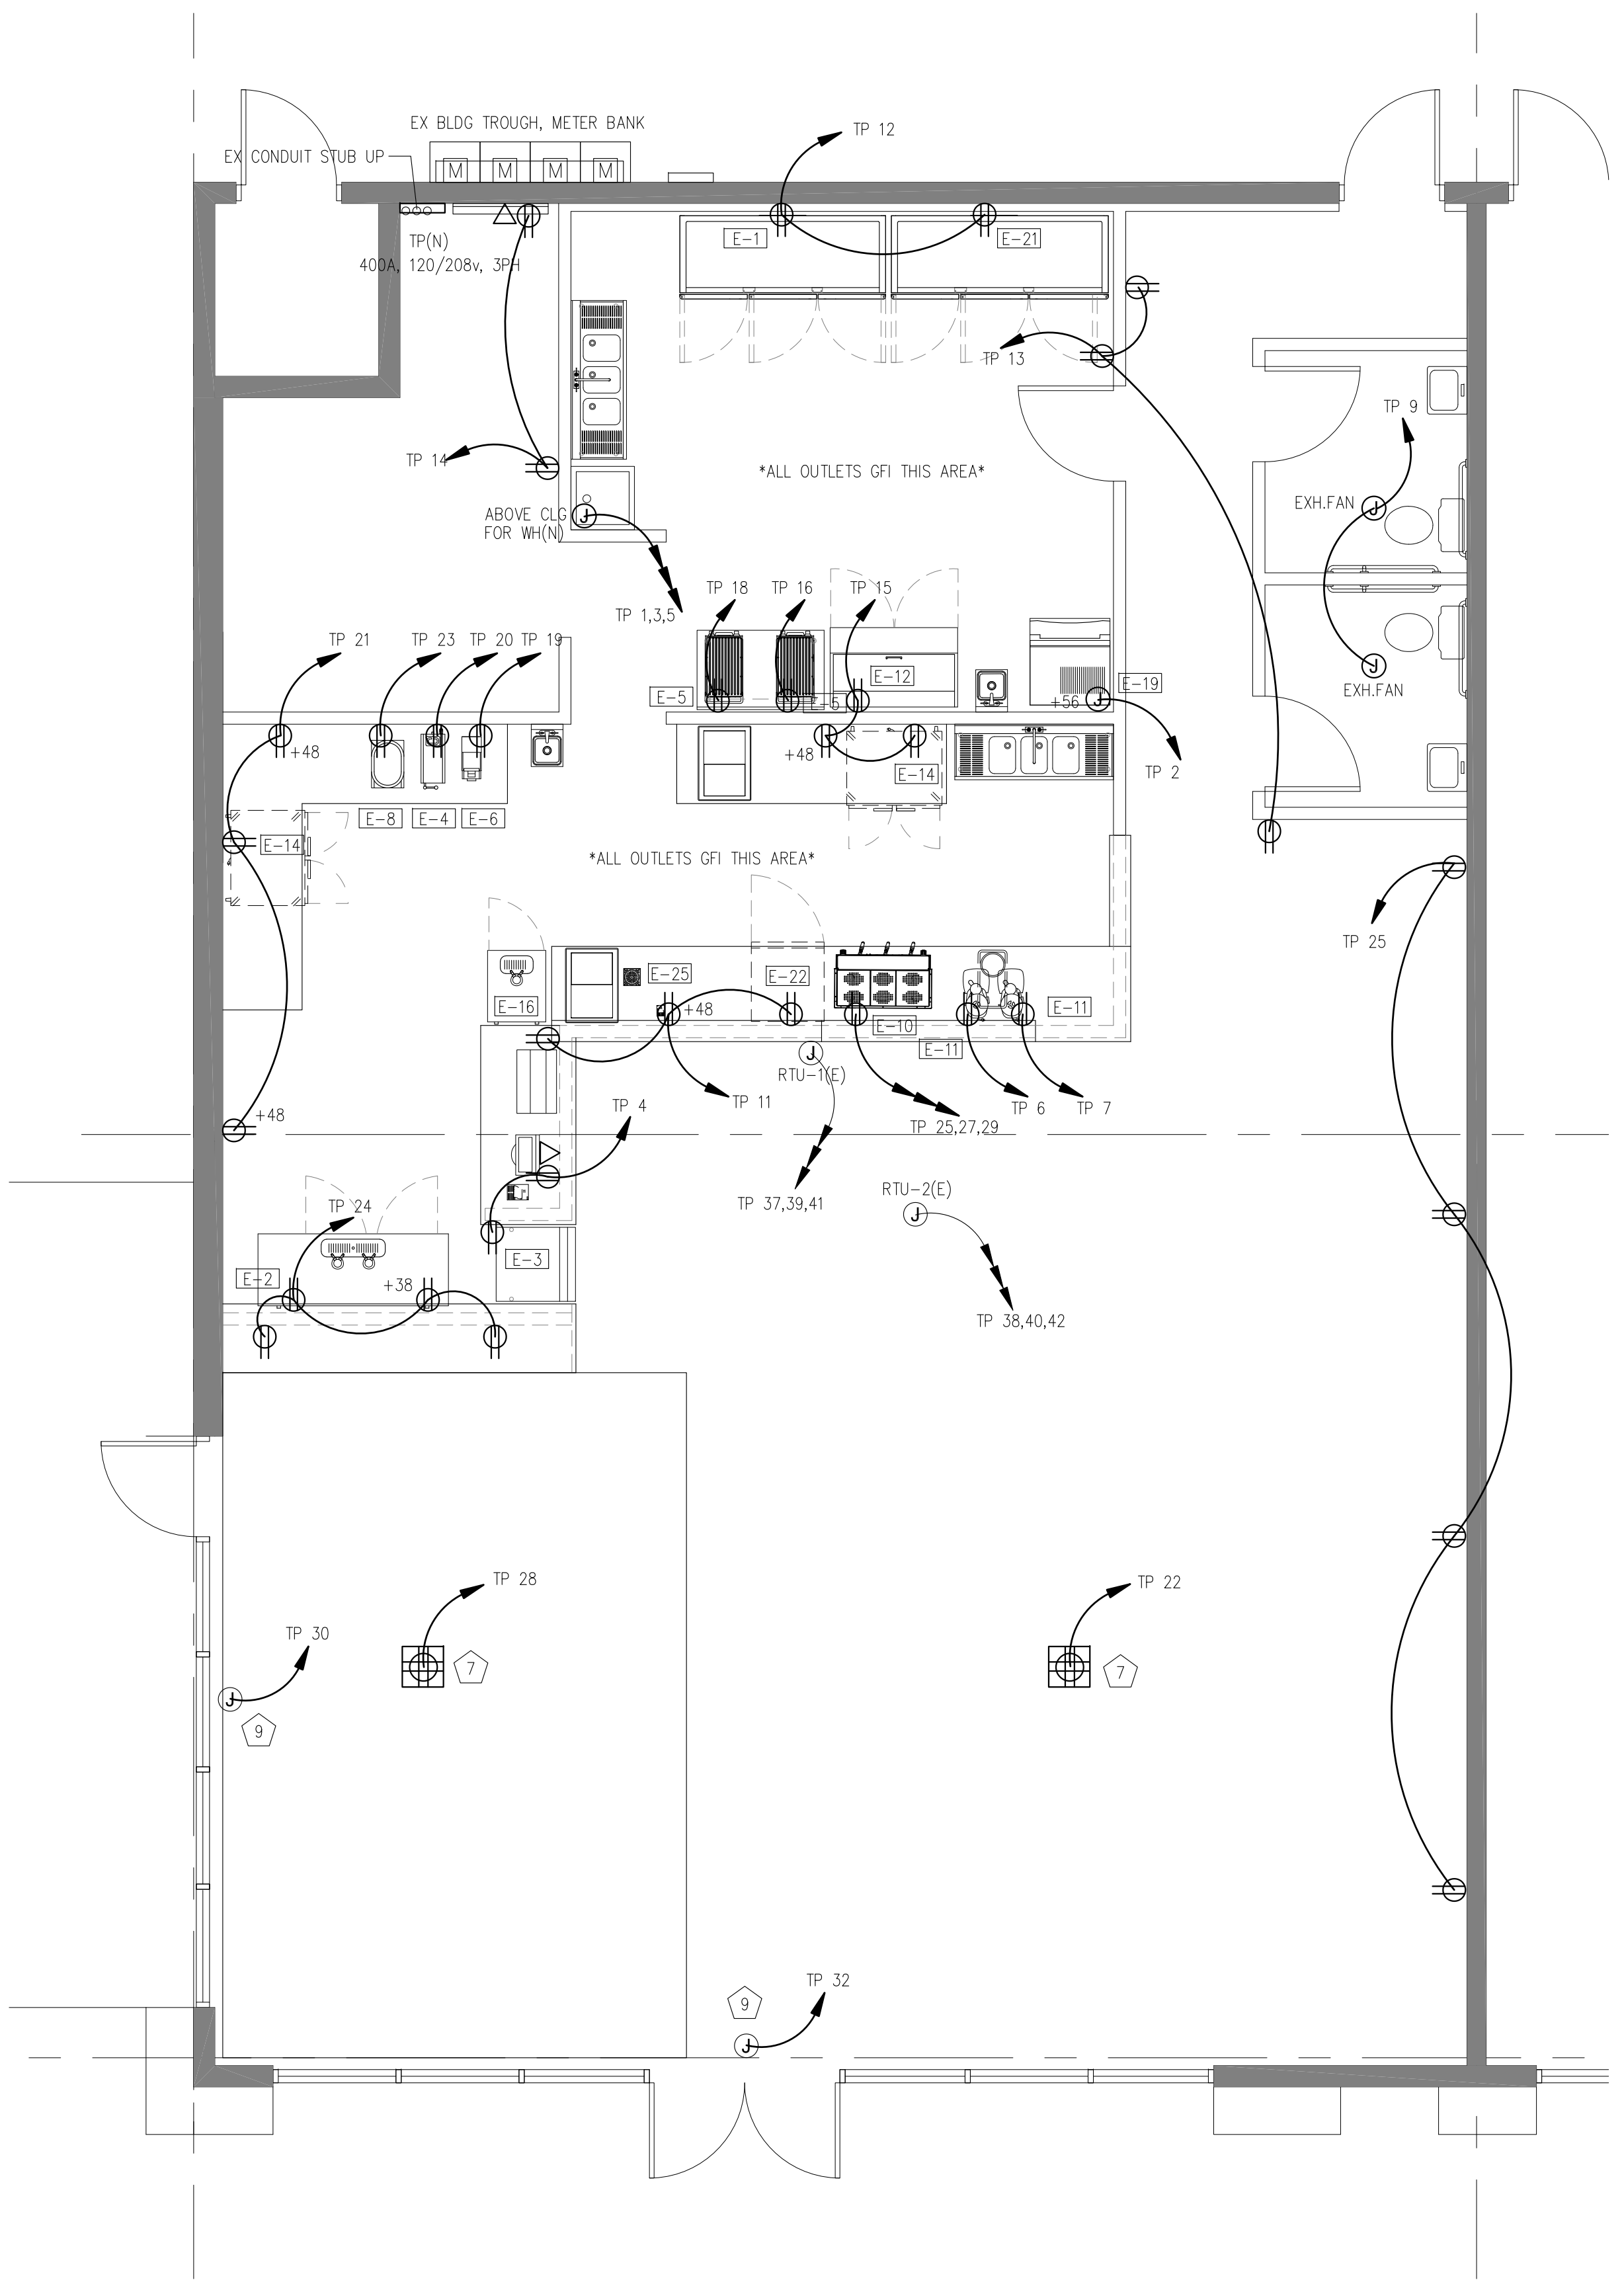 EX BLDG TROUGH, METER BANK
TP 12
EX CONDUIT STUB UP
M
M
M
M
TP(N)
400A, 120/208v, 3PH
E-1
E-21
TP 13
TP 9
TP 14
*ALL OUTLETS GFI THIS AREA*
ABOVE CLG
FOR WH(N)
J
EXH.FAN
J
TP 1,3,5
TP 18
TP 16
TP 15
TP 21
TP 23
TP 20
TP 19
J
EXH.FAN
E-5
E-5
E-12
+56
J
E-19
+48
+48
E-14
TP 2
E-8
E-4
E-6
E-14
*ALL OUTLETS GFI THIS AREA*
TP 25
E-16
E-25
E-22
+48
E-10
E-11
E-11
J
RTU-1(E)
TP 11
TP 6
TP 7
TP 4
+48
TP 25,27,29
RTU-2(E)
J
TP 37,39,41
TP 24
E-2
+38
E-3
TP 38,40,42
TP 28
TP 22
7
7
TP 30
J
9
TP 32
9
J